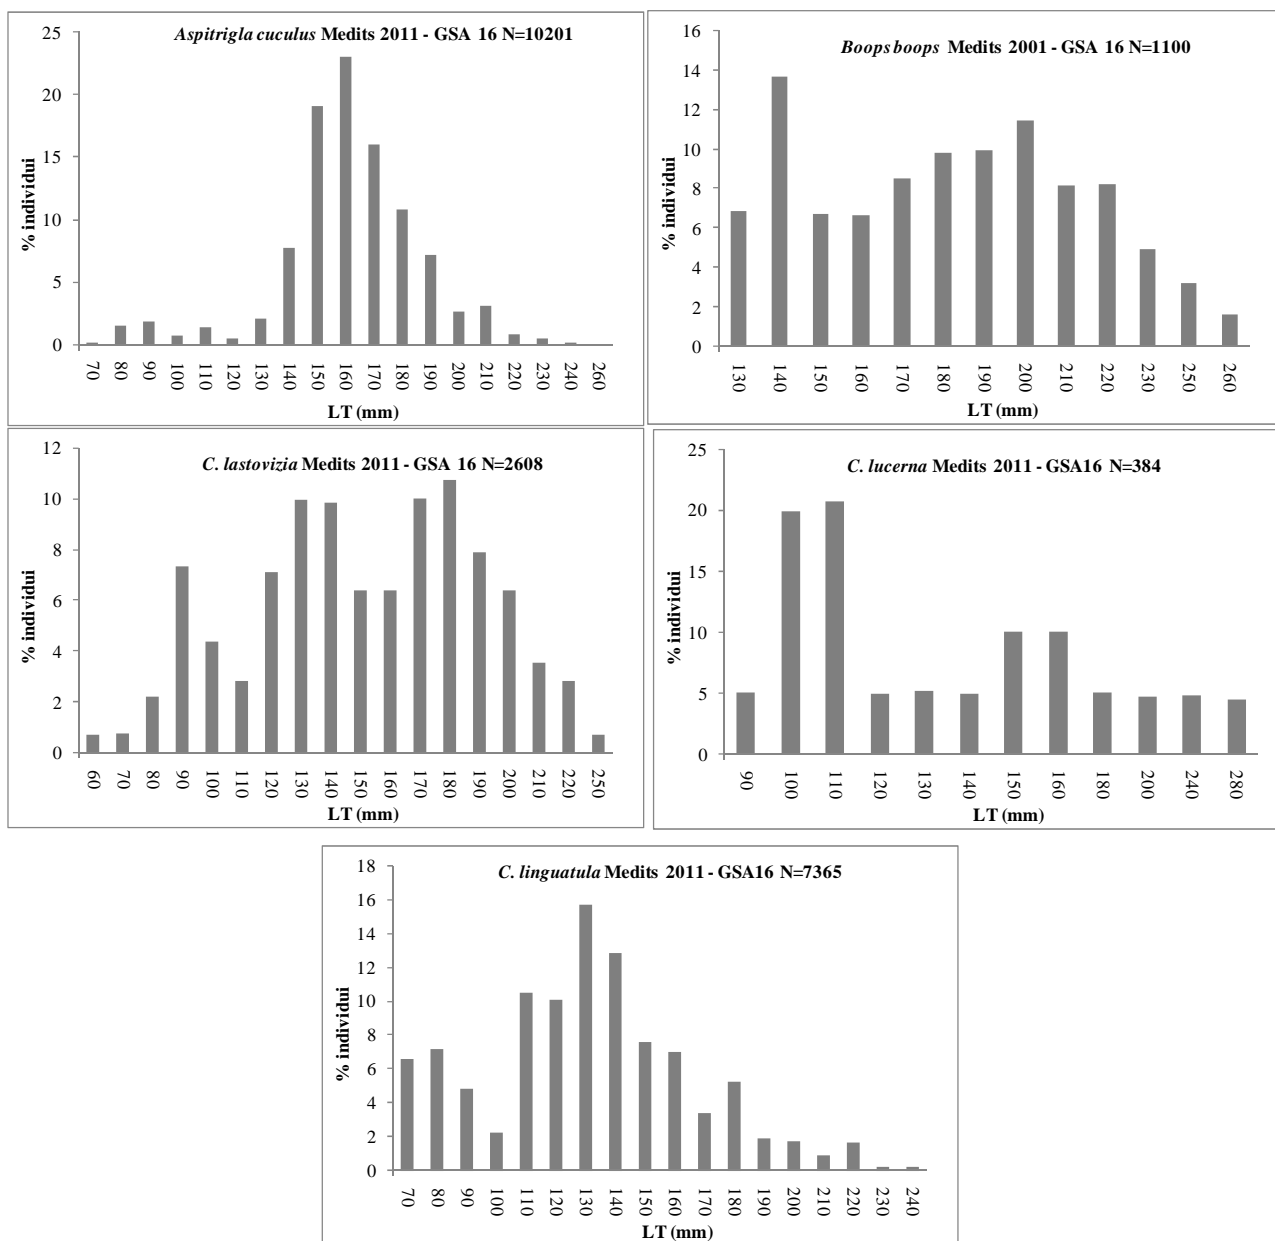 Aspitrigla cuculus Medits 2011 - GSA 16 N=10201
% individui
25
20
15
10
5
0
70 80 90 100 110 120 130 140 150 160 170 180 190 200 210 220 230 240 260
LT (mm)
Boops boops Medits 2001 - GSA 16 N=1100
% individui
16
14
12
10
8
6
4
2
0
130 140 150 160 170 180 190 200 210 220 230 250 260
LT (mm)
C. lastovizia Medits 2011 - GSA 16 N=2608
% individui
12
10
8
6
4
2
0
60 70 80 90 100 110 120 130 140 150 160 170 180 190 200 210 220 250
LT (mm)
C. lucerna Medits 2011 - GSA16 N=384
% individui
25
20
15
10
5
0
90 100 110 120 130 140 150 160 180 200 240 280
LT (mm)
C. linguatula Medits 2011 - GSA16 N=7365
% individui
18
16
14
12
10
8
6
4
2
0
70 80 90 100 110 120 130 140 150 160 170 180 190 200 210 220 230 240
LT (mm)